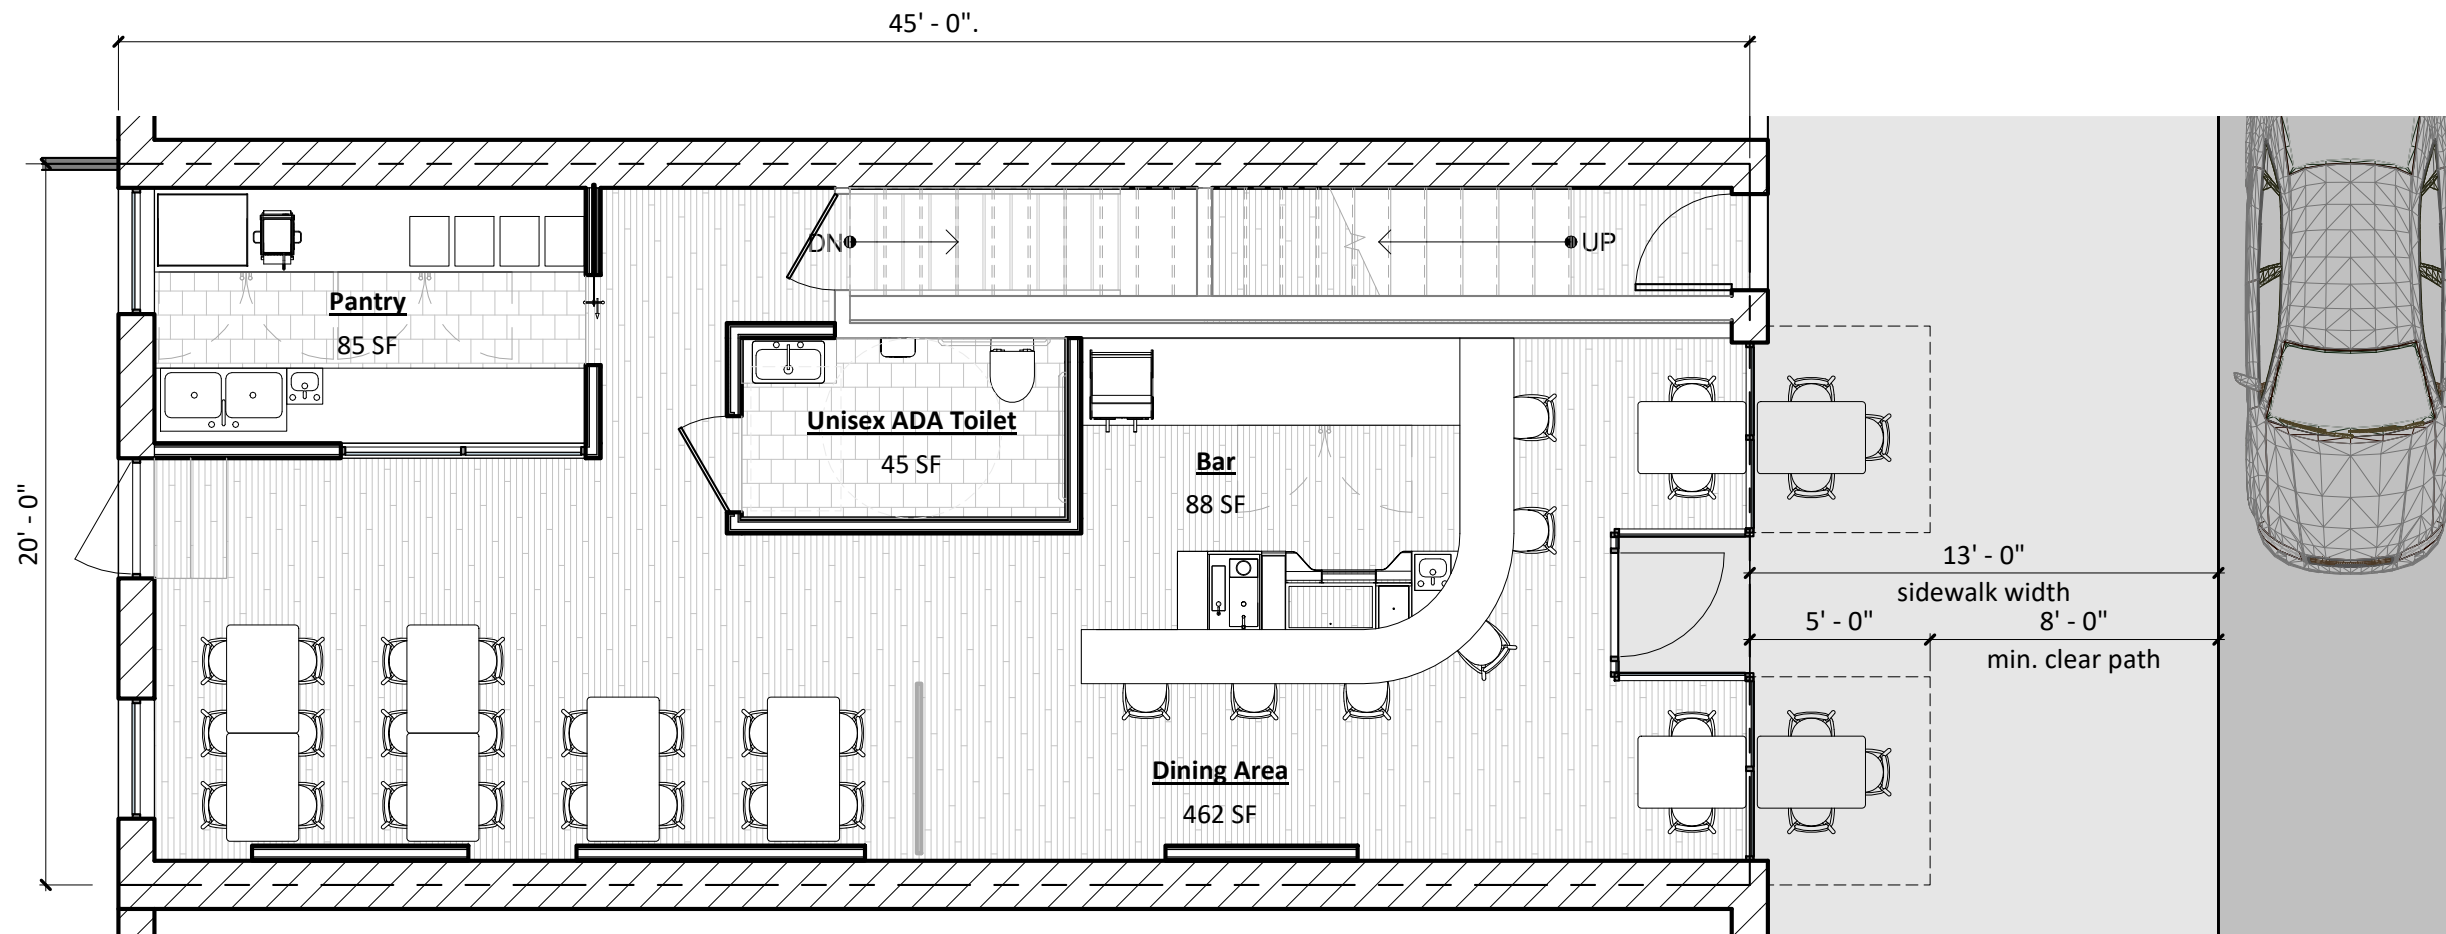 45' - 0".
DN
UP
Pantry
85 SF
Unisex ADA Toilet
45 SF
Bar
88 SF
20' - 0"
13' - 0"
sidewalk width
5' - 0"
8' - 0"
min. clear path
Dining Area
462 SF